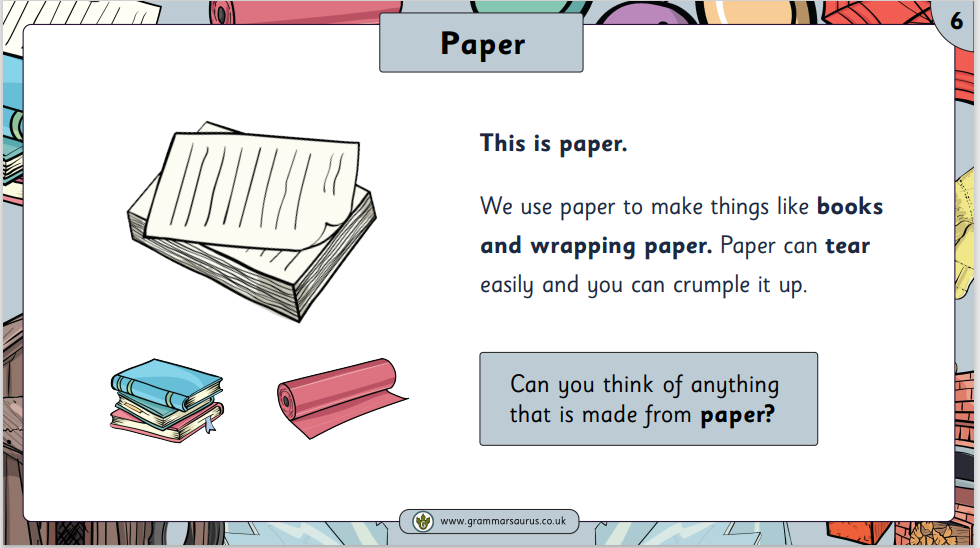 Paper
6
This is paper.
We use paper to make things like books
and wrapping paper. Paper can tear
easily and you can crumple it up.
Can you think of anything
that is made from paper?
www.grammarsaurus.co.uk